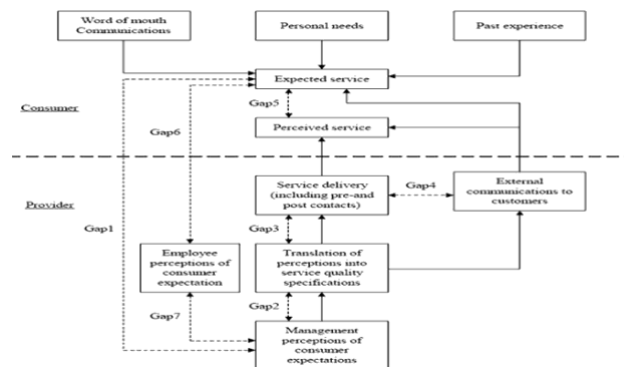 Word of mouth
Communications
Personal needs
Past experience
Expected service
Gap5
Consumer
Gap6
Perceived service
Service delivery
(including pre-and
post contacts)
Gap4
External
communications to
customers
Provider
Gap1
Gap3
Employee
perceptions of
consumer
expectation
Translation of
perceptions into
service quality
specifications
Gap2
Gap7
Management
perceptions of
consumer
expectations